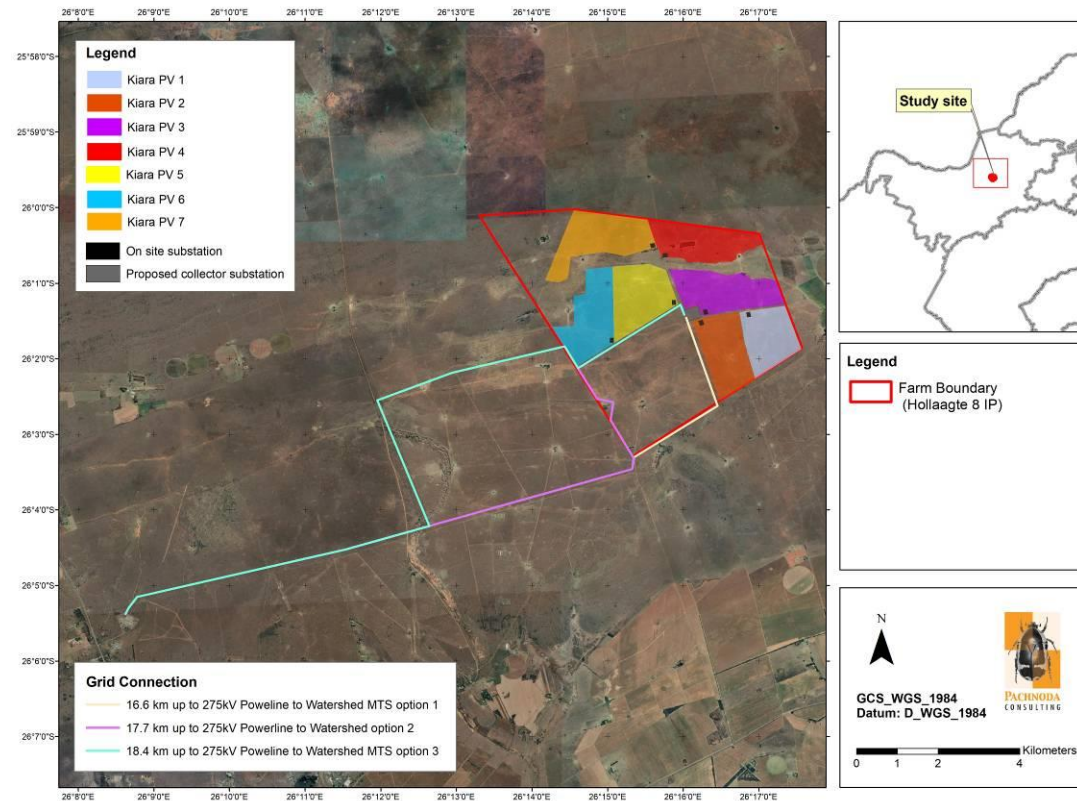 26°8'0"E 26°9'0"E 26°10'0"E 26°11'0"E 26°12'0"E 26°13'0"E 26°14'0"E 26°15'0"E 26°16'0"E 26°17'0"E
25°58'0"S
25°59'0"S
26°0'0"S
26°1'0"S
26°2'0"S
26°3'0"S
26°4'0"S
26°5'0"S
26°6'0"S
26°7'0"S
Legend
Kiara PV 1
Kiara PV 2
Kiara PV 3
Kiara PV 4
Kiara PV 5
Kiara PV 6
Kiara PV 7
On site substation
Proposed collector substation
Grid Connection
16.6 km up to 275kV Poweline to Watershed MTS option 1
17.7 km up to 275kV Powerline to Watershed MTS option 2
18.4 km up to 275kV Poweline to Watershed MTS option 3
26°8'0"E 26°9'0"E 26°10'0"E 26°11'0"E 26°12'0"E 26°13'0"E 26°14'0"E 26°15'0"E 26°16'0"E 26°17'0"E
Study site
Legend
Farm Boundary
(Hollaagte 8 IP)
N
GCS_WGS_1984
Datum: D_WGS_1984
PACHNODA
CONSULTING
Kilometers
0 1 2 4